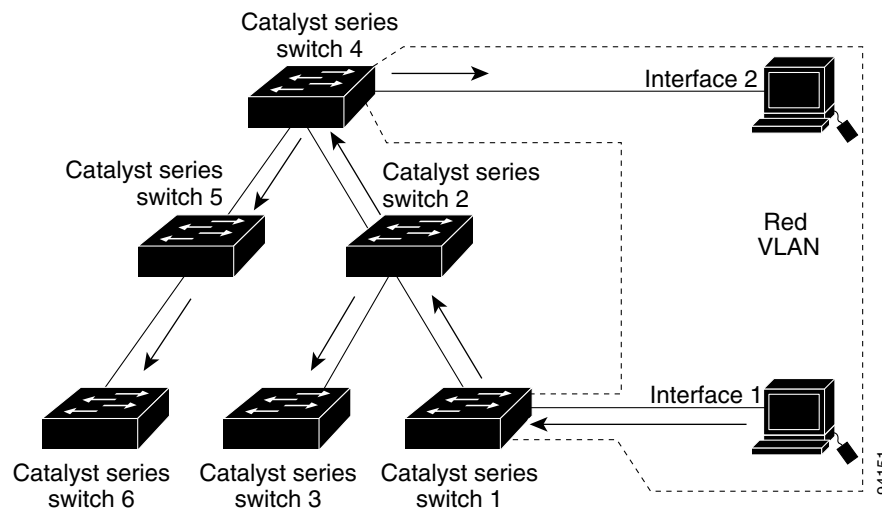 Catalyst series
switch 4
Interface 2
Catalyst series
switch 5
Catalyst series
switch 2
Red
VLAN
Interface 1
Catalyst series
switch 6
Catalyst series
switch 3
Catalyst series
switch 1